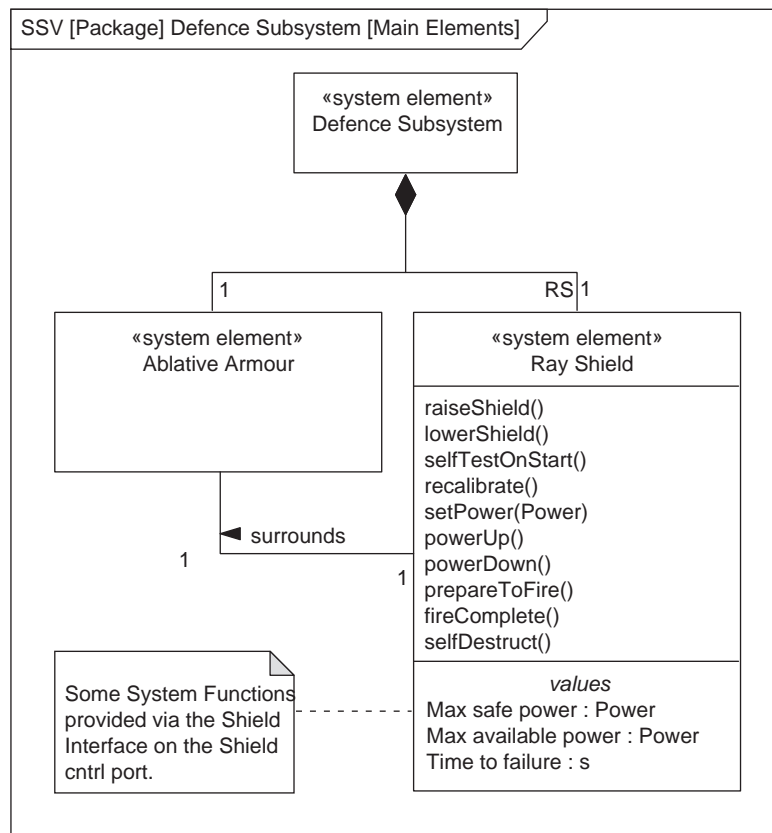 SSV [Package] Defence Subsystem [Main Elements]
«system element»
Defence Subsystem
1
RS 1
«system element»
Ablative Armour
«system element»
Ray Shield
raiseShield()
lowerShield()
selfTestOnStart()
recalibrate()
setPower(Power)
powerUp()
powerDown()
prepareToFire()
fireComplete()
selfDestruct()
surrounds
1
1
values
Max safe power : Power
Max available power : Power
Time to failure : s
Some System Functions
provided via the Shield
Interface on the Shield
cntrl port.